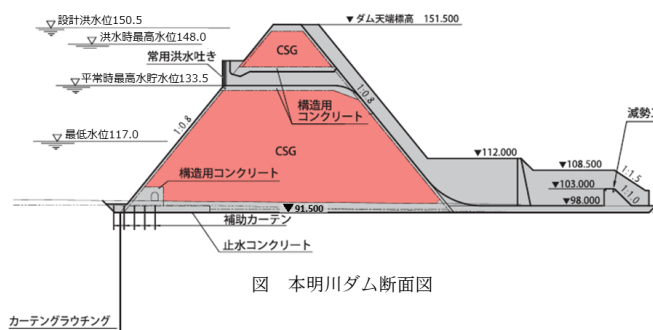 設計洪水位150.5
▼ダム天端標高 151.500
洪水時最高水位148.0
常用洪水吐き
CSG
平常時最高水貯水位133.5
1:0.8
1:0.8
構造用
コンクリート
最低水位117.0
CSG
構造用コンクリート
▼112.000
▼108.500
1:1.5
▼103.000
1:1.0
▼98.000
▼91.500
補助カーテン
止水コンクリート
図 本明川ダム断面図
カーテングラウチング